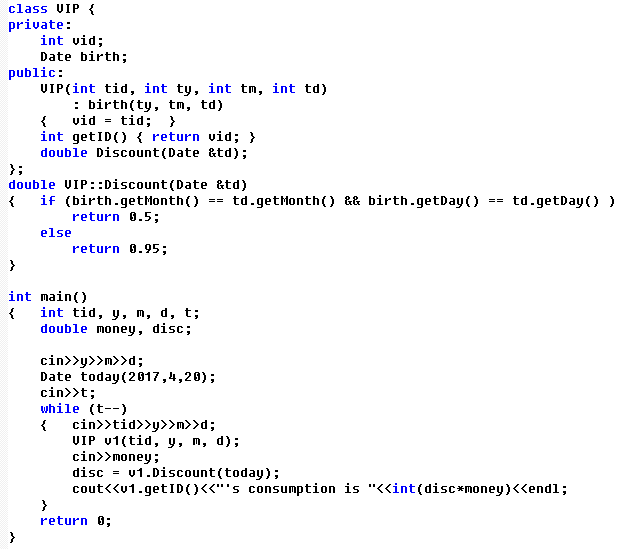 class VIP {
private:
    int vid;
    Date birth;
public:
    VIP(int tid, int ty, int tm, int td)
        : birth(ty, tm, td)
    {   vid = tid;  }
    int getID() { return vid; }
    double Discount(Date &td);
};
double VIP::Discount(Date &td)
{   if (birth.getMonth() == td.getMonth() && birth.getDay() == td.getDay() )
        return 0.5;
    else
        return 0.95;
}

int main()
{   int tid, y, m, d, t;
    double money, disc;

    cin>>y>>m>>d;
    Date today(2017,4,20);
    cin>>t;
    while (t--)
    {   cin>>tid>>y>>m>>d;
        VIP v1(tid, y, m, d);
        cin>>money;
        disc = v1.Discount(today);
        cout<<v1.getID()<<"'s consumption is "<<int(disc*money)<<endl;
    }
    return 0;
}